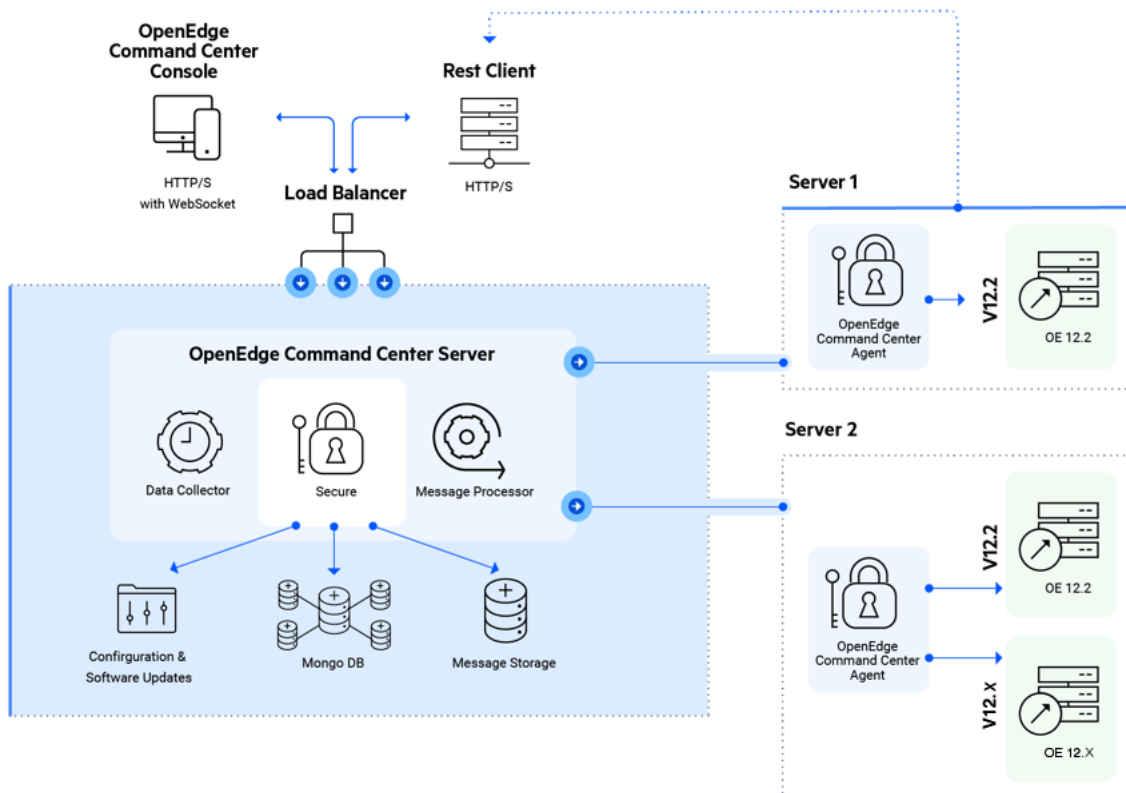 OpenEdge
Command Center
Console
HTTP/S
with WebSocket
Rest Client
HTTP/S
Load Balancer
OpenEdge Command Center Server
Data Collector
Secure
Message Processor
Confirguration &
Software Updates
Mongo DB
Message Storage
Server 1
OpenEdge
Command Center
Agent
V12.2
OE 12.2
Server 2
OpenEdge
Command Center
Agent
V12.2
OE 12.2
V12.X
OE 12.X